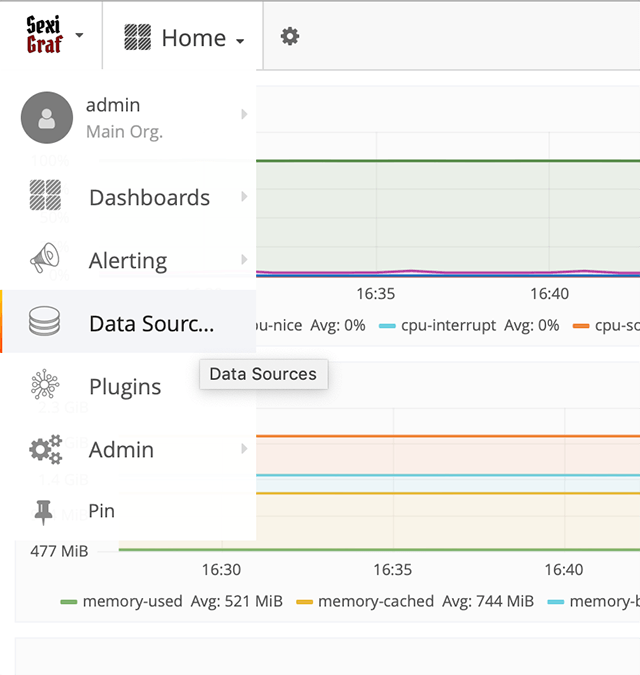 Sexi
Graf
Home
admin
Main Org.
Dashboards
Alerting
Data Sourc...
Data Sources
Plugins
Admin
Pin
16:35 16:40
pu-nice Avg: 0% cpu-interrupt Avg: 0% cpu-so
477 MiB
16:30 16:35 16:40
memory-used Avg: 521 MiB memory-cached Avg: 744 MiB memory-b